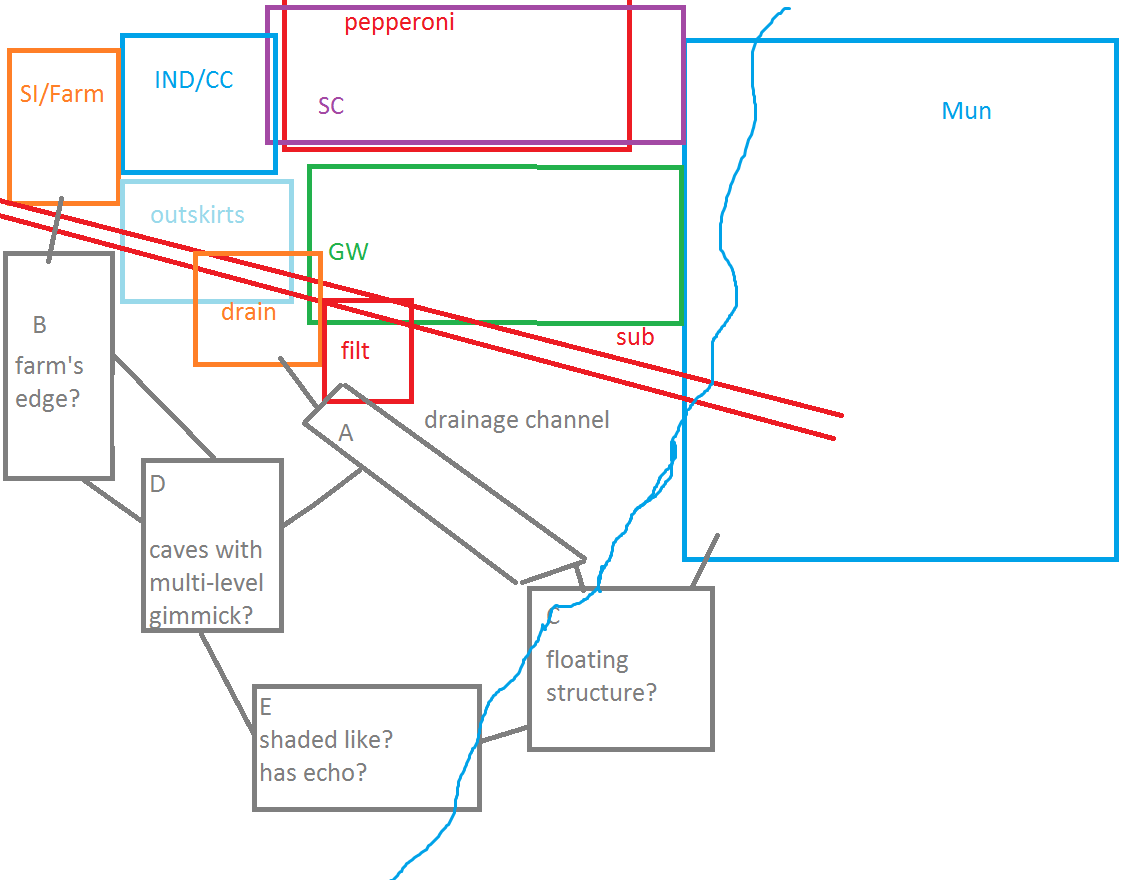 pepperoni
SI/Farm
IND/CC
SC
Mun
outskirts
GW
drain
sub
filt
B
farm's
edge?
A
drainage channel
D
caves with
multi-level
gimmick?
C
floating
structure?
E
shaded like?
has echo?